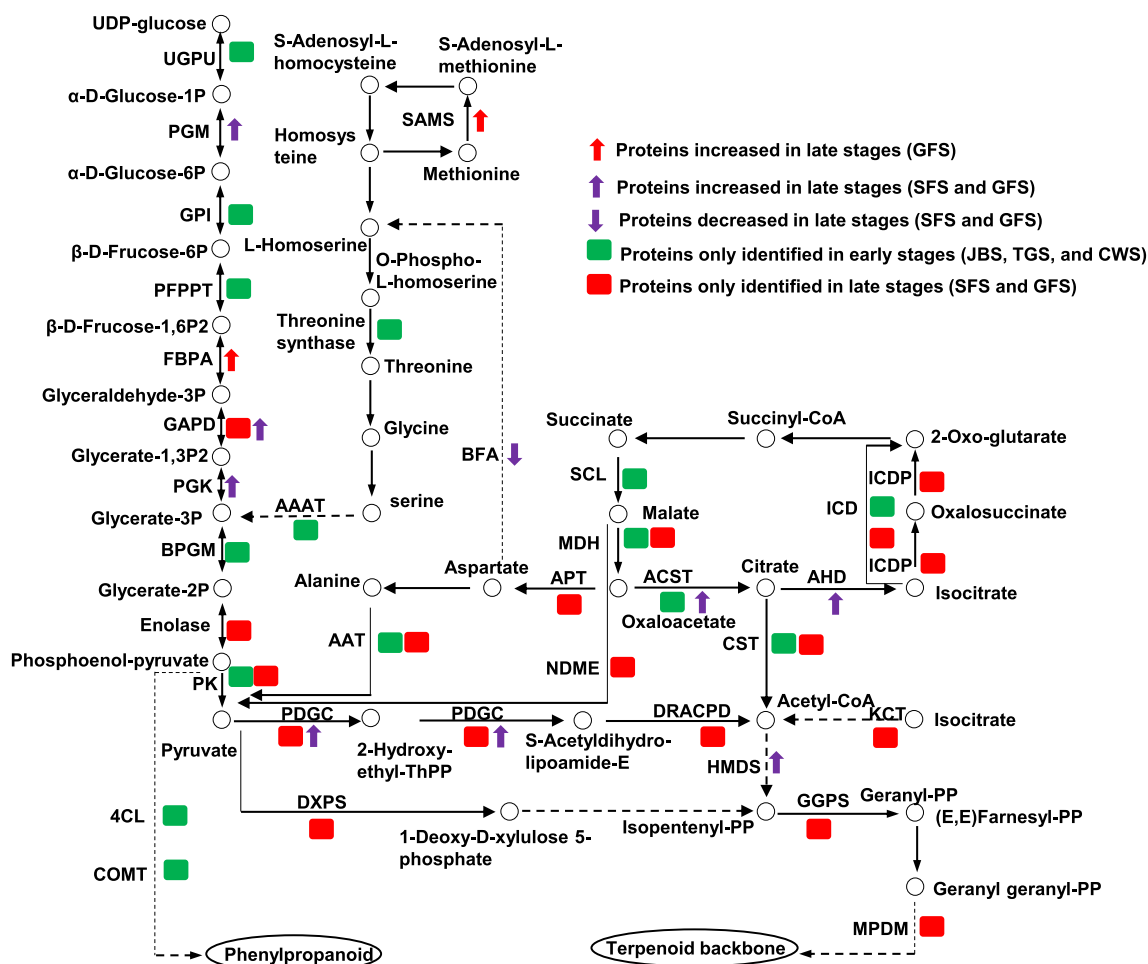 UDP-glucose
UGPU
α-D-Glucose-1P
PGM
α-D-Glucose-6P
GPI
β-D-Frucose-6P
PFPPT
β-D-Frucose-1,6P2
FBPA
Glyceraldehyde-3P
GAPD
Glycerate-1,3P2
PGK
Glycerate-3P
BPGM
Glycerate-2P
Enolase
Phosphoenol-pyruvate
PK
Pyruvate
4CL
COMT
Phenylpropanoid
S-Adenosyl-L-
homocysteine
S-Adenosyl-L-
methionine
SAMS
Homosys
teine
Methionine
L-Homoserine
O-Phospho-
L-homoserine
Threonine
synthase
Threonine
Glycine
serine
AAAT
BFA
Proteins increased in late stages (GFS)
Proteins increased in late stages (SFS and GFS)
Proteins decreased in late stages (SFS and GFS)
Proteins only identified in early stages (JBS, TGS, and CWS)
Proteins only identified in late stages (SFS and GFS)
Succinate
Succinyl-CoA
2-Oxo-glutarate
SCL
ICDP
ICD
Oxalosuccinate
ICDP
Malate
MDH
Alanine
Aspartate
APT
ACST
Oxaloacetate
Citrate
AHD
Isocitrate
AAT
NDME
CST
PDGC
2-Hydroxy-
ethyl-ThPP
PDGC
S-Acetyldihydro-
lipoamide-E
DRACPD
Acetyl-CoA
KCT
Isocitrate
HMDS
DXPS
1-Deoxy-D-xylulose 5-
phosphate
Isopentenyl-PP
GGPS
Geranyl-PP
(E,E)Farnesyl-PP
Geranyl geranyl-PP
MPDM
Terpenoid backbone